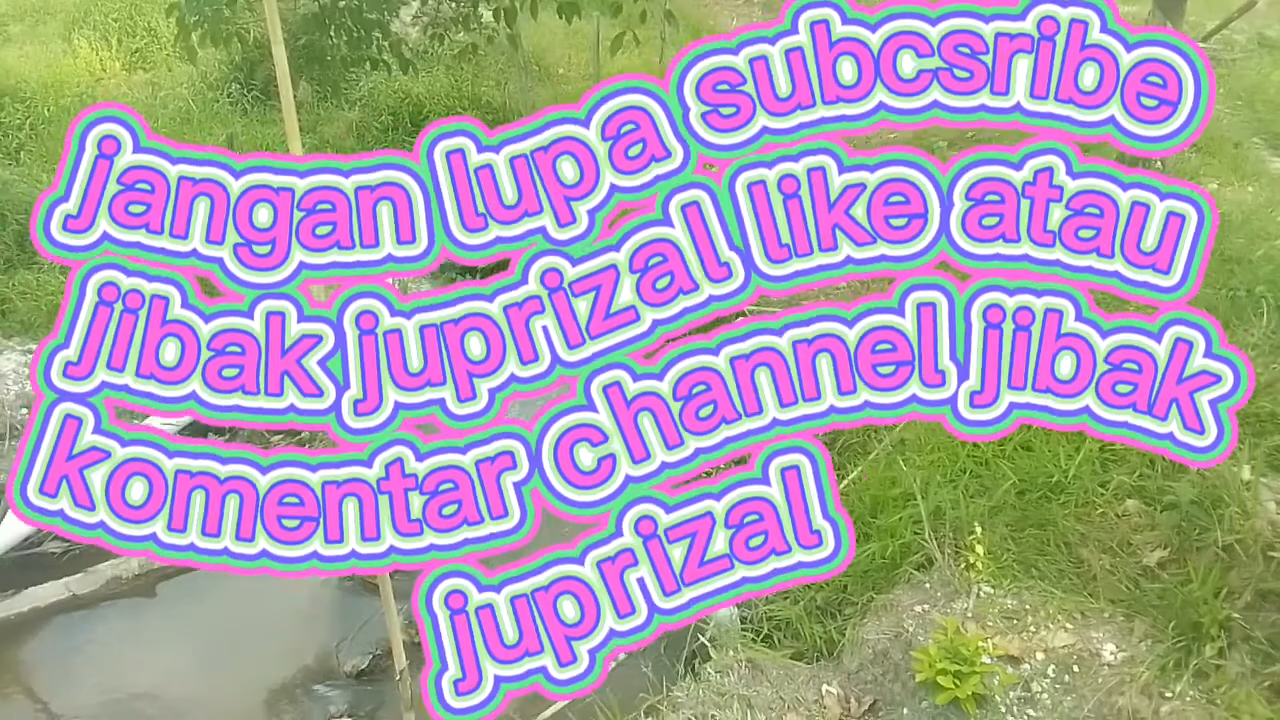 jangan lupa subcsribe
jibak juprizal like atau
komentar channel jibak
juprizal